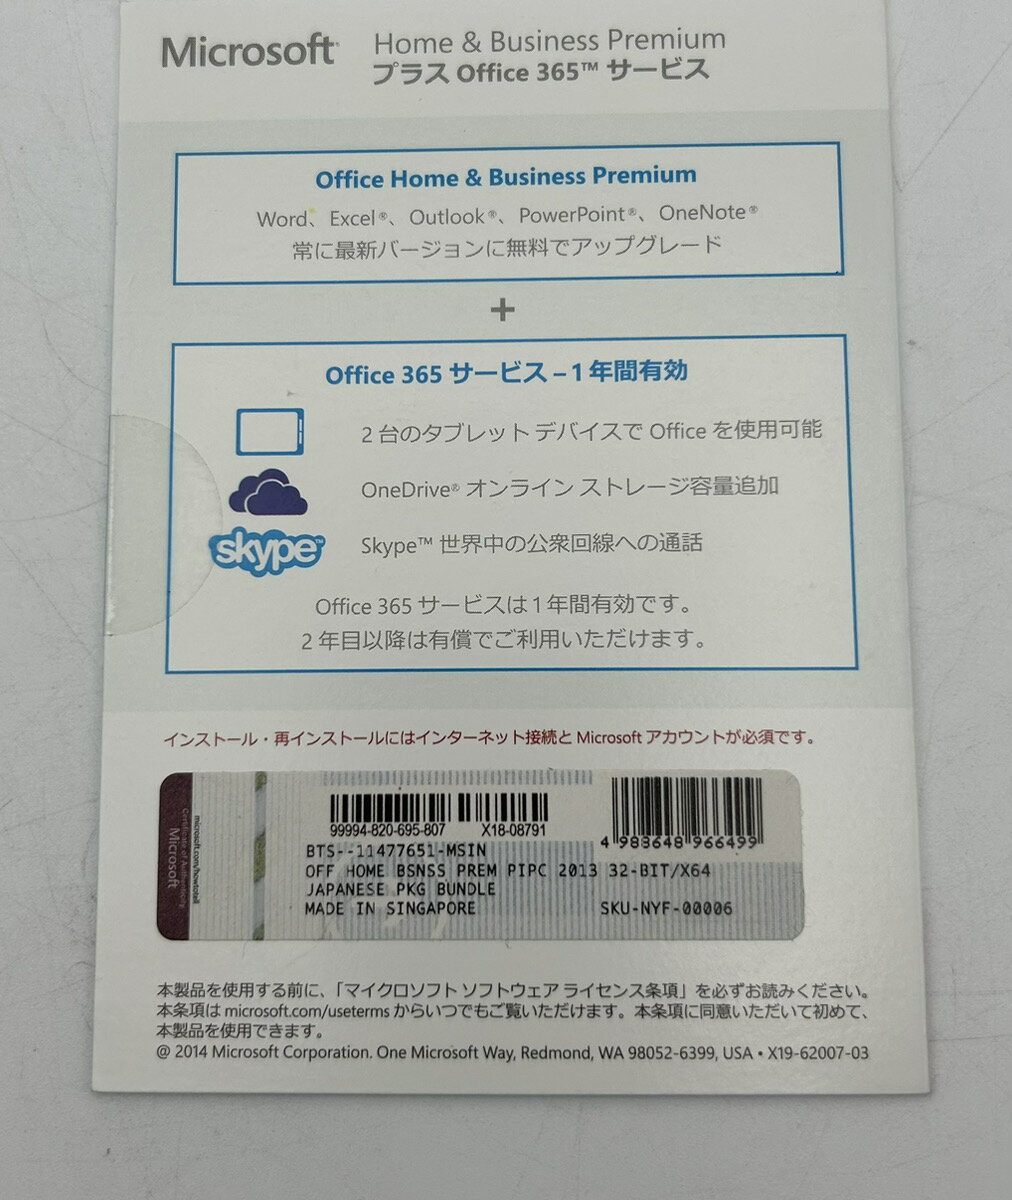 Microsoft
Home & Business Premium
プラス Office 365™ サービス
Office Home & Business Premium
Word、Excel®、Outlook®、PowerPoint®、OneNote®
常に最新バージョンに無料でアップグレード
+
Office 365 サービス – 1 年間有効
2 台のタブレット デバイスで Office を使用可能
OneDrive® オンライン ストレージ容量追加
skype™
Skype™ 世界中の公衆回線への通話
Office 365 サービスは 1 年間有効です。
2 年目以降は有償でご利用いただけます。
インストール・再インストールにはインターネット接続と Microsoft アカウントが必須です。
microsoft.com/howtotell
Certificate of Authenticity
Microsoft
99994-820-695-807 X18-08791
4 988648 966499
BTS--11477651-MSIN
OFF HOME BSNSS PREM PIPC 2013 32-BIT/X64
JAPANESE PKG BUNDLE
MADE IN SINGAPORE SKU-NYF-00006
本製品を使用する前に、「マイクロソフト ソフトウェア ライセンス条項」を必ずお読みください。
本条項は microsoft.com/useterms からいつでもご覧いただけます。本条項に同意いただいて初めて、
本製品を使用できます。
@ 2014 Microsoft Corporation. One Microsoft Way, Redmond, WA 98052-6399, USA • X19-62007-03